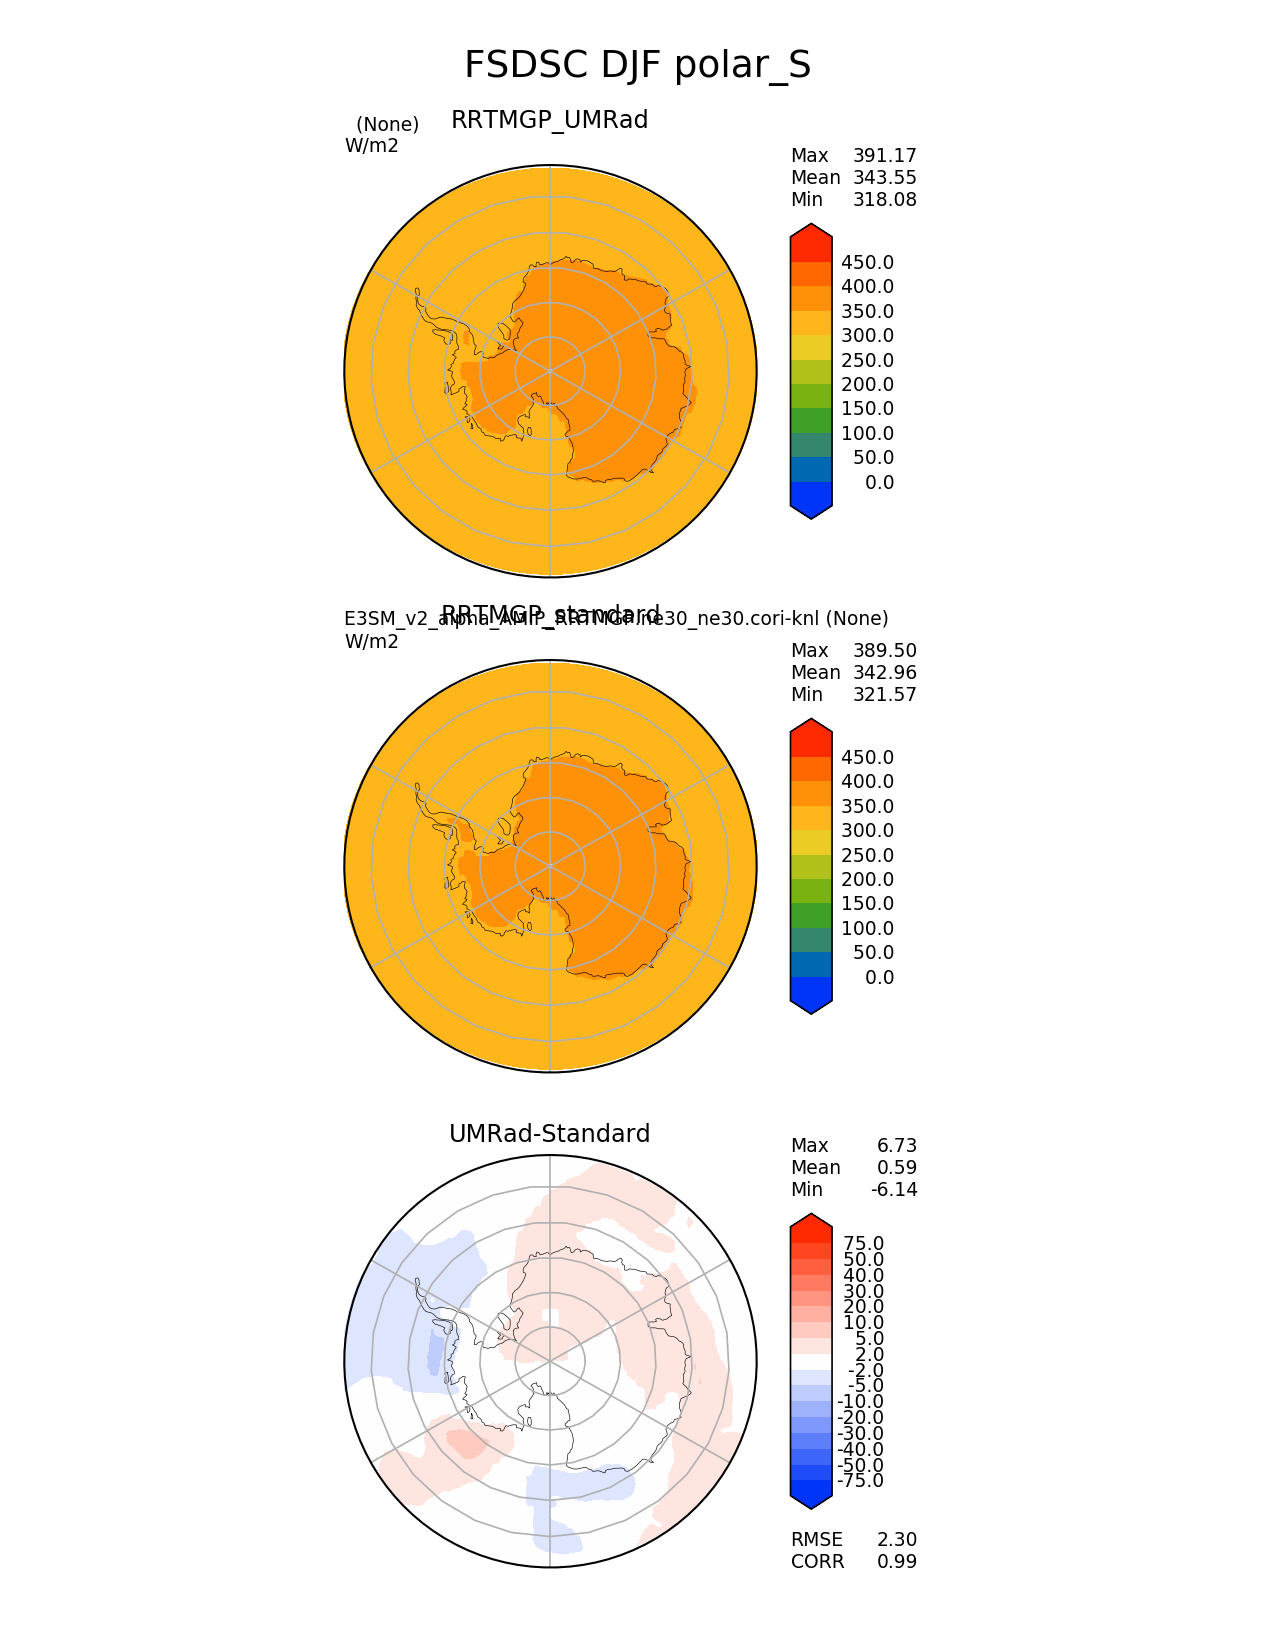 FSDSC DJF polar_S
(None)
RRTMGP_UMRad
W/m2
Max 391.17
Mean 343.55
Min 318.08
450.0
400.0
350.0
300.0
250.0
200.0
150.0
100.0
50.0
0.0
RRTMGP_standard
E3SM_v2_alpha_AMIP_RRTMGP.ne30_ne30.cori-knl (None)
W/m2
Max 389.50
Mean 342.96
Min 321.57
450.0
400.0
350.0
300.0
250.0
200.0
150.0
100.0
50.0
0.0
UMRad-Standard
Max 6.73
Mean 0.59
Min -6.14
75.0
50.0
40.0
30.0
20.0
10.0
5.0
2.0
-2.0
-5.0
-10.0
-20.0
-30.0
-40.0
-50.0
-75.0
RMSE 2.30
CORR 0.99